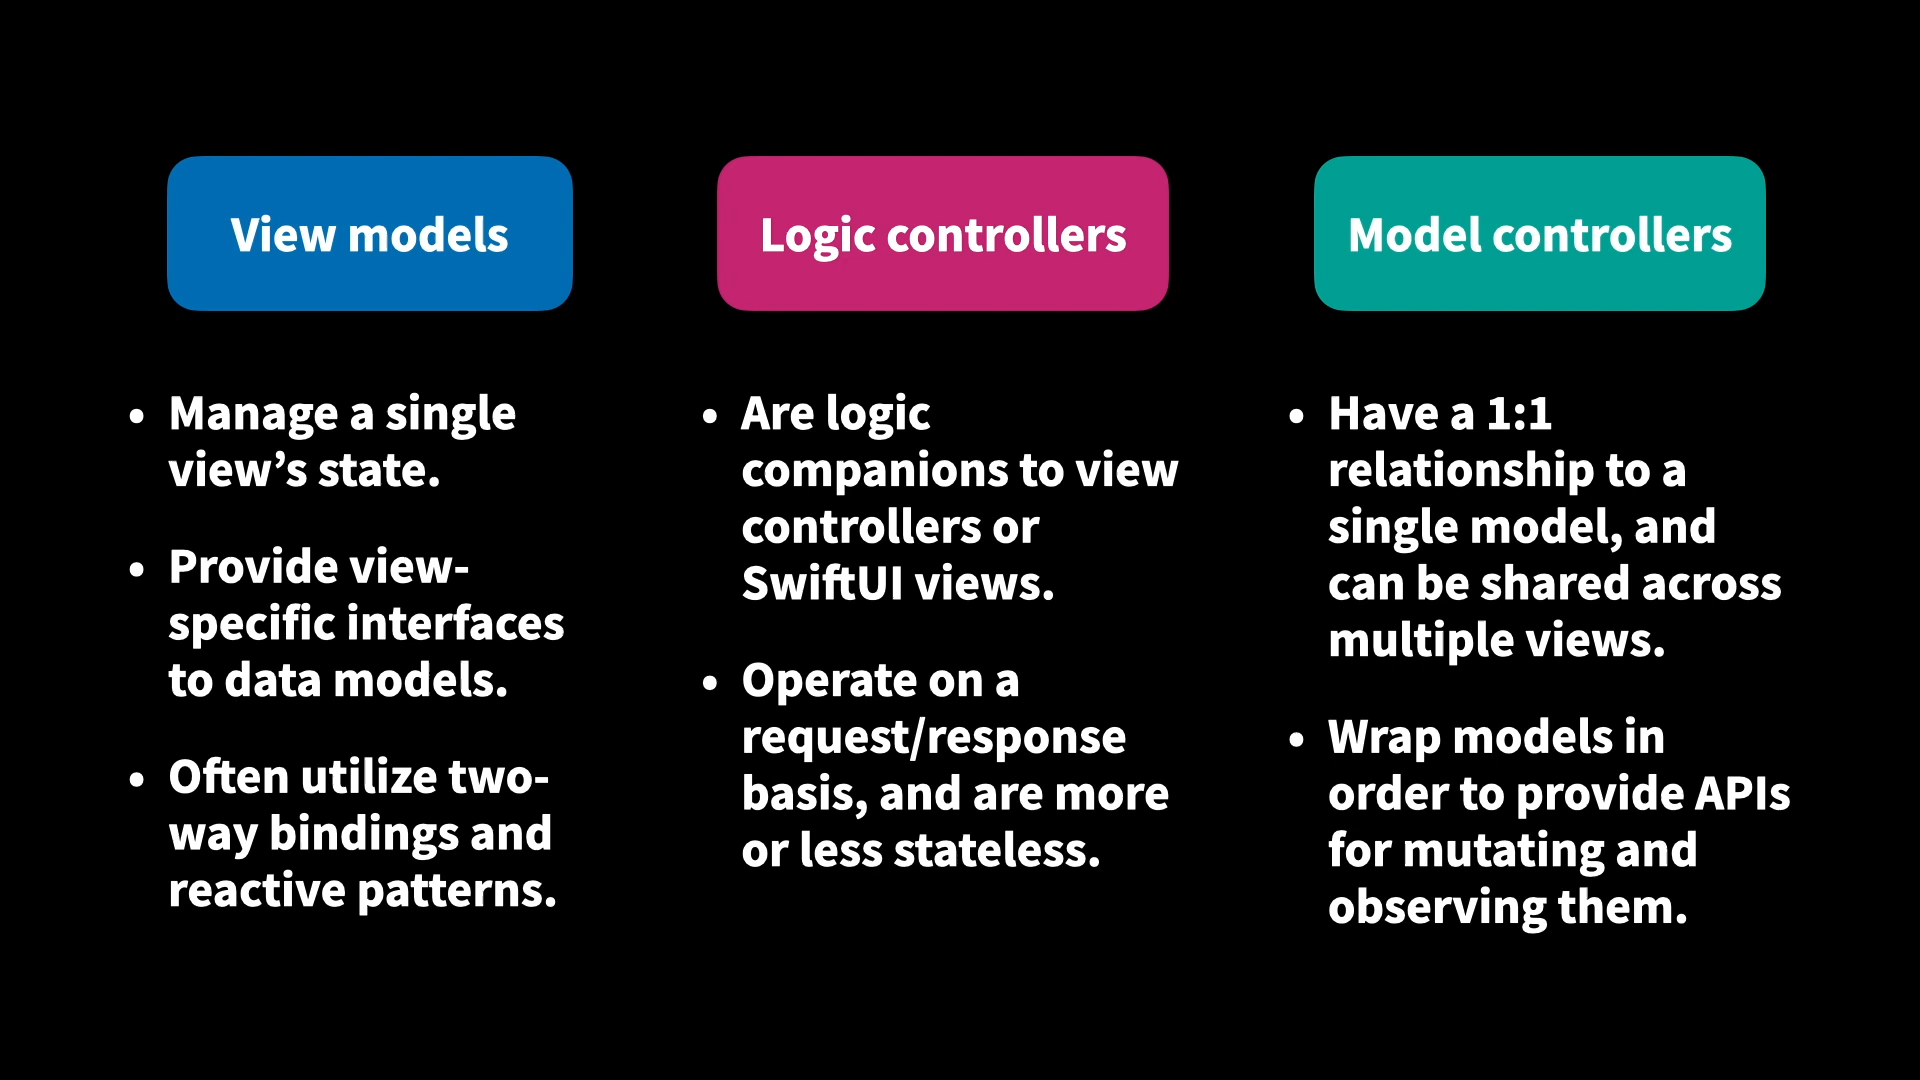 View models
• Manage a single
view’s state.
• Provide view-
specific interfaces
to data models.
• Often utilize two-
way bindings and
reactive patterns.
Logic controllers
• Are logic
companions to view
controllers or
SwiftUI views.
• Operate on a
request/response
basis, and are more
or less stateless.
Model controllers
• Have a 1:1
relationship to a
single model, and
can be shared across
multiple views.
• Wrap models in
order to provide APIs
for mutating and
observing them.